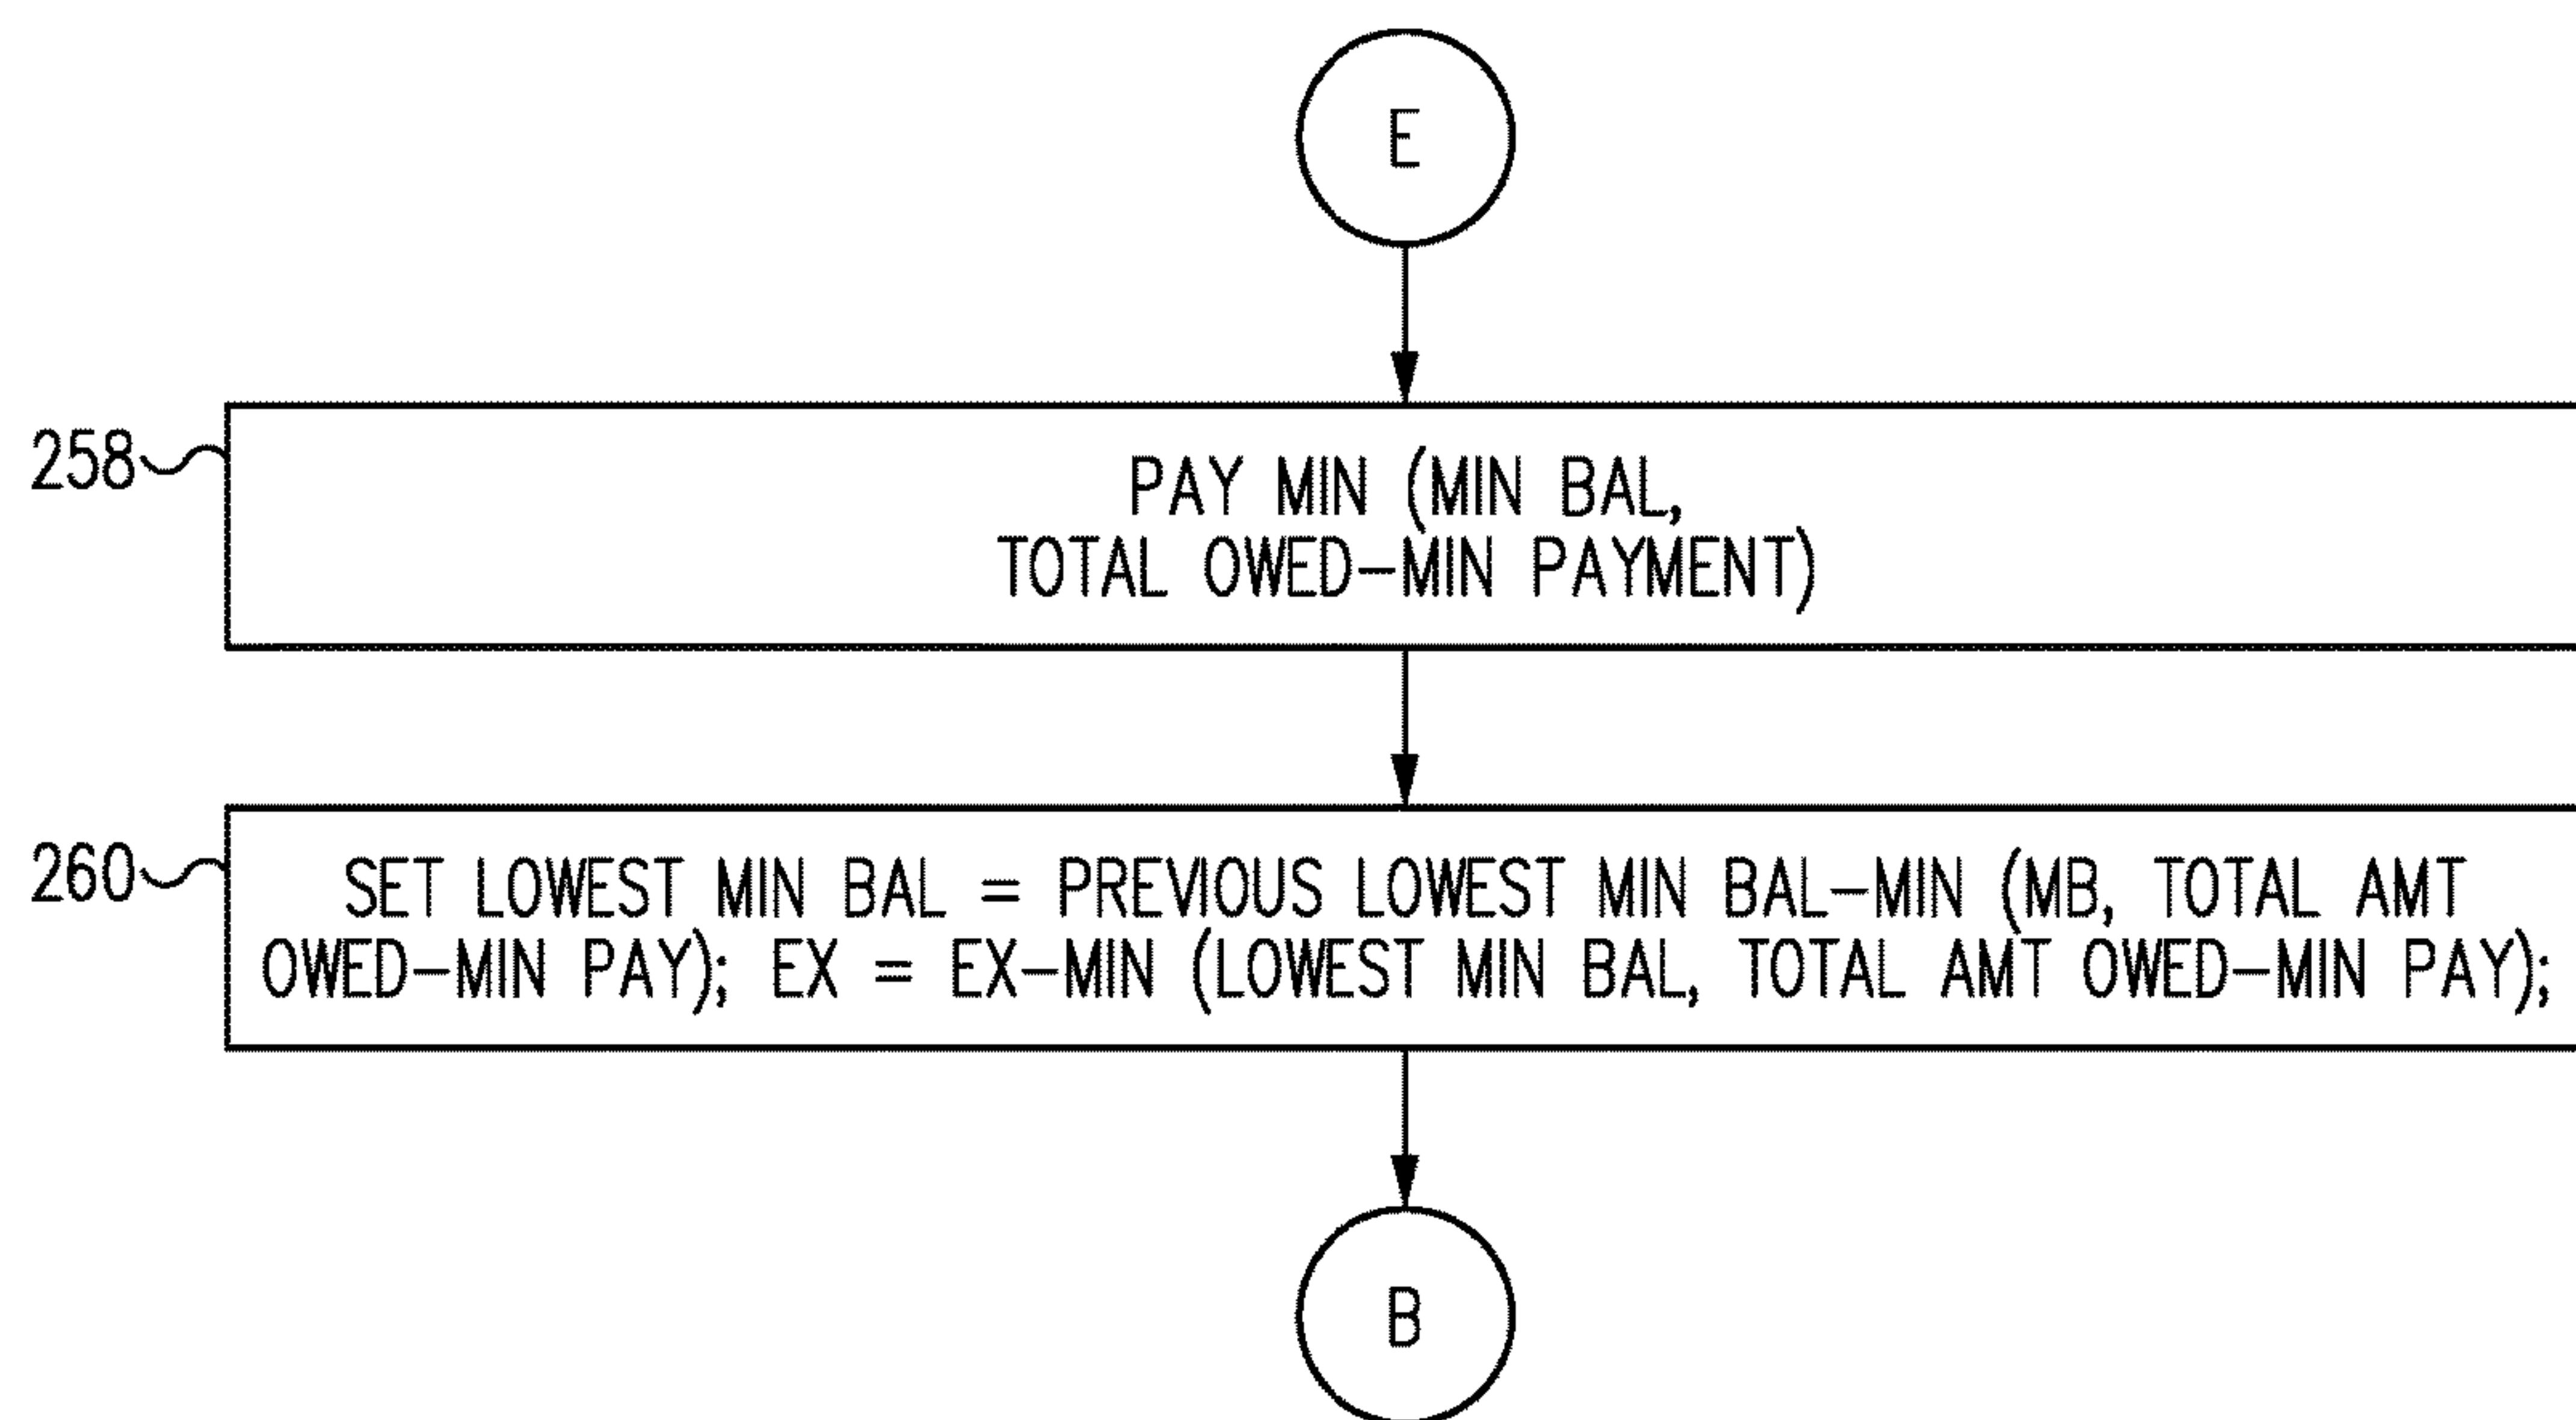 E
258
PAY MIN (MIN BAL,
TOTAL OWED-MIN PAYMENT)
260
SET LOWEST MIN BAL = PREVIOUS LOWEST MIN BAL-MIN (MB, TOTAL AMT
OWED-MIN PAY); EX = EX-MIN (LOWEST MIN BAL, TOTAL AMT OWED-MIN PAY);
B